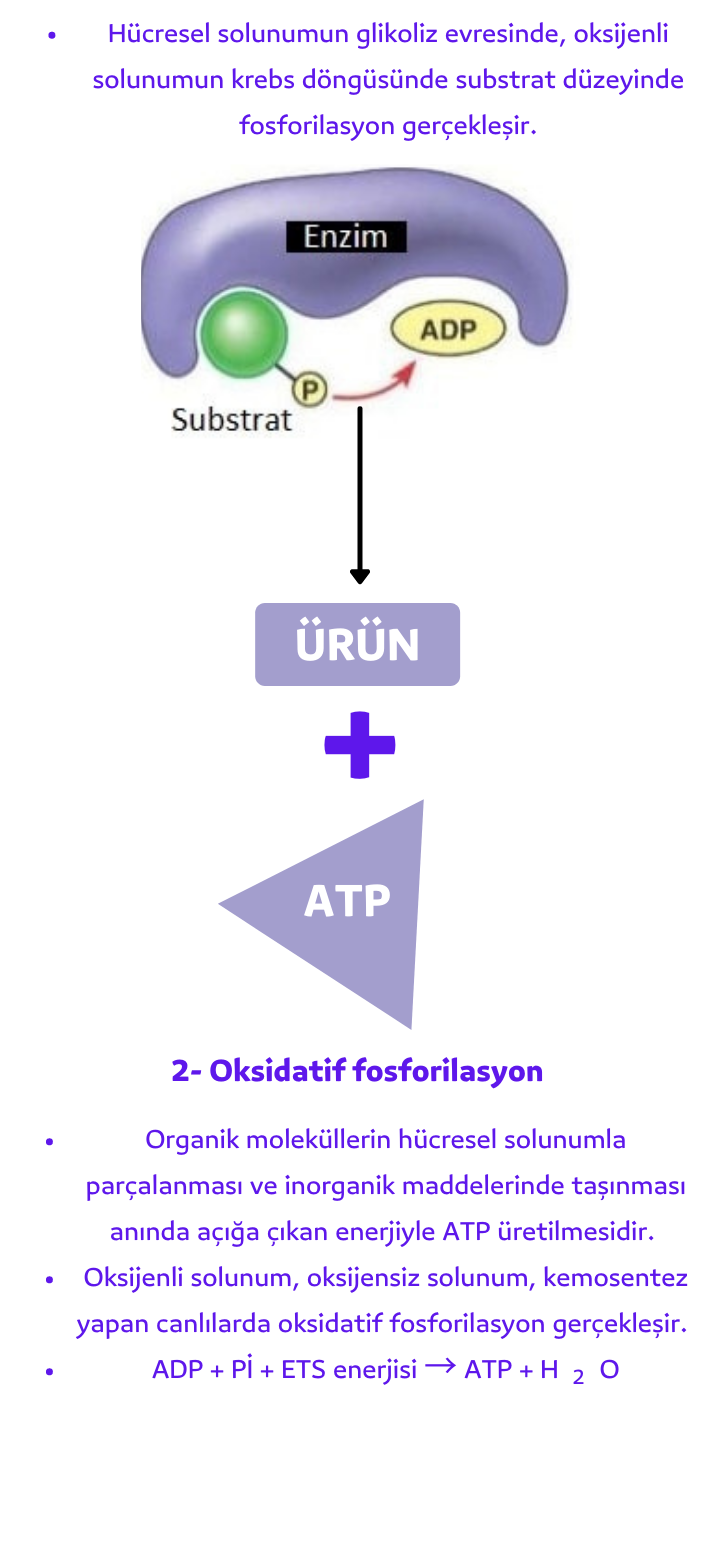 • Hücresel solunumun glikoliz evresinde, oksijenli
solunumun krebs döngüsünde substrat düzeyinde
fosforilasyon gerçekleşir.
Enzim
ADP
P
Substrat
ÜRÜN
+
ATP
2- Oksidatif fosforilasyon
• Organik moleküllerin hücresel solunumla
parçalanması ve inorganik maddelerinde taşınması
anında açığa çıkan enerjiyle ATP üretilmesidir.
• Oksijenli solunum, oksijensiz solunum, kemosentez
yapan canlılarda oksidatif fosforilasyon gerçekleşir.
• ADP + Pİ + ETS enerjisi → ATP + H 2 O